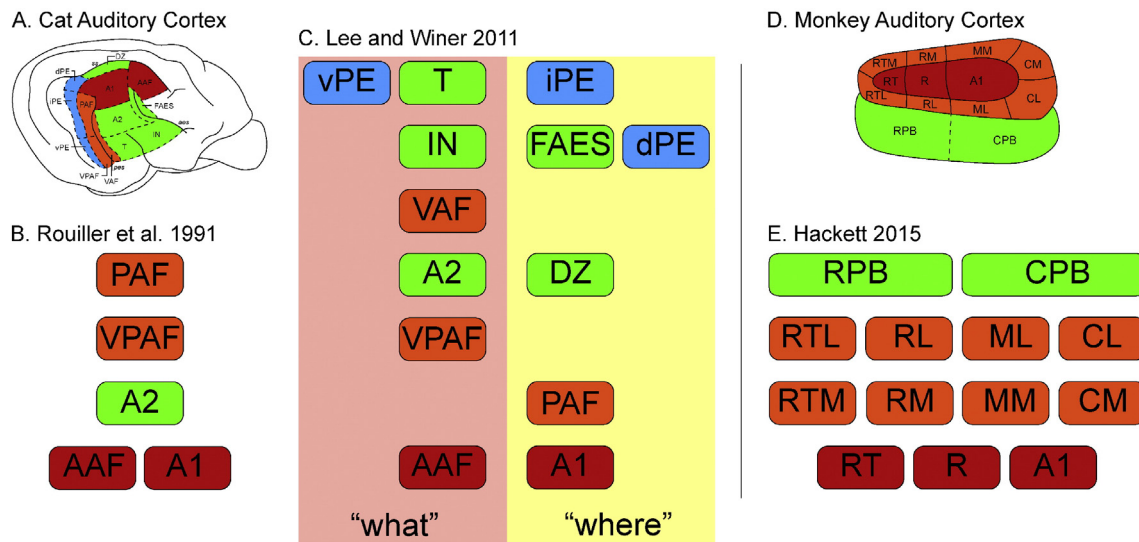 A. Cat Auditory Cortex
DZ
dPE
AAF
A1
iPE
PAF
FAES
A2
IN
aes
vPE
T
pes
VPAF
VAF
B. Rouiller et al. 1991
PAF
VPAF
A2
AAF A1
C. Lee and Winer 2011
vPE T iPE
IN FAES dPE
VAF
A2 DZ
VPAF
PAF
AAF A1
“what” “where”
D. Monkey Auditory Cortex
RTM RM MM CM
RT R A1
RTL RL ML CL
RPB CPB
E. Hackett 2015
RPB CPB
RTL RL ML CL
RTM RM MM CM
RT R A1